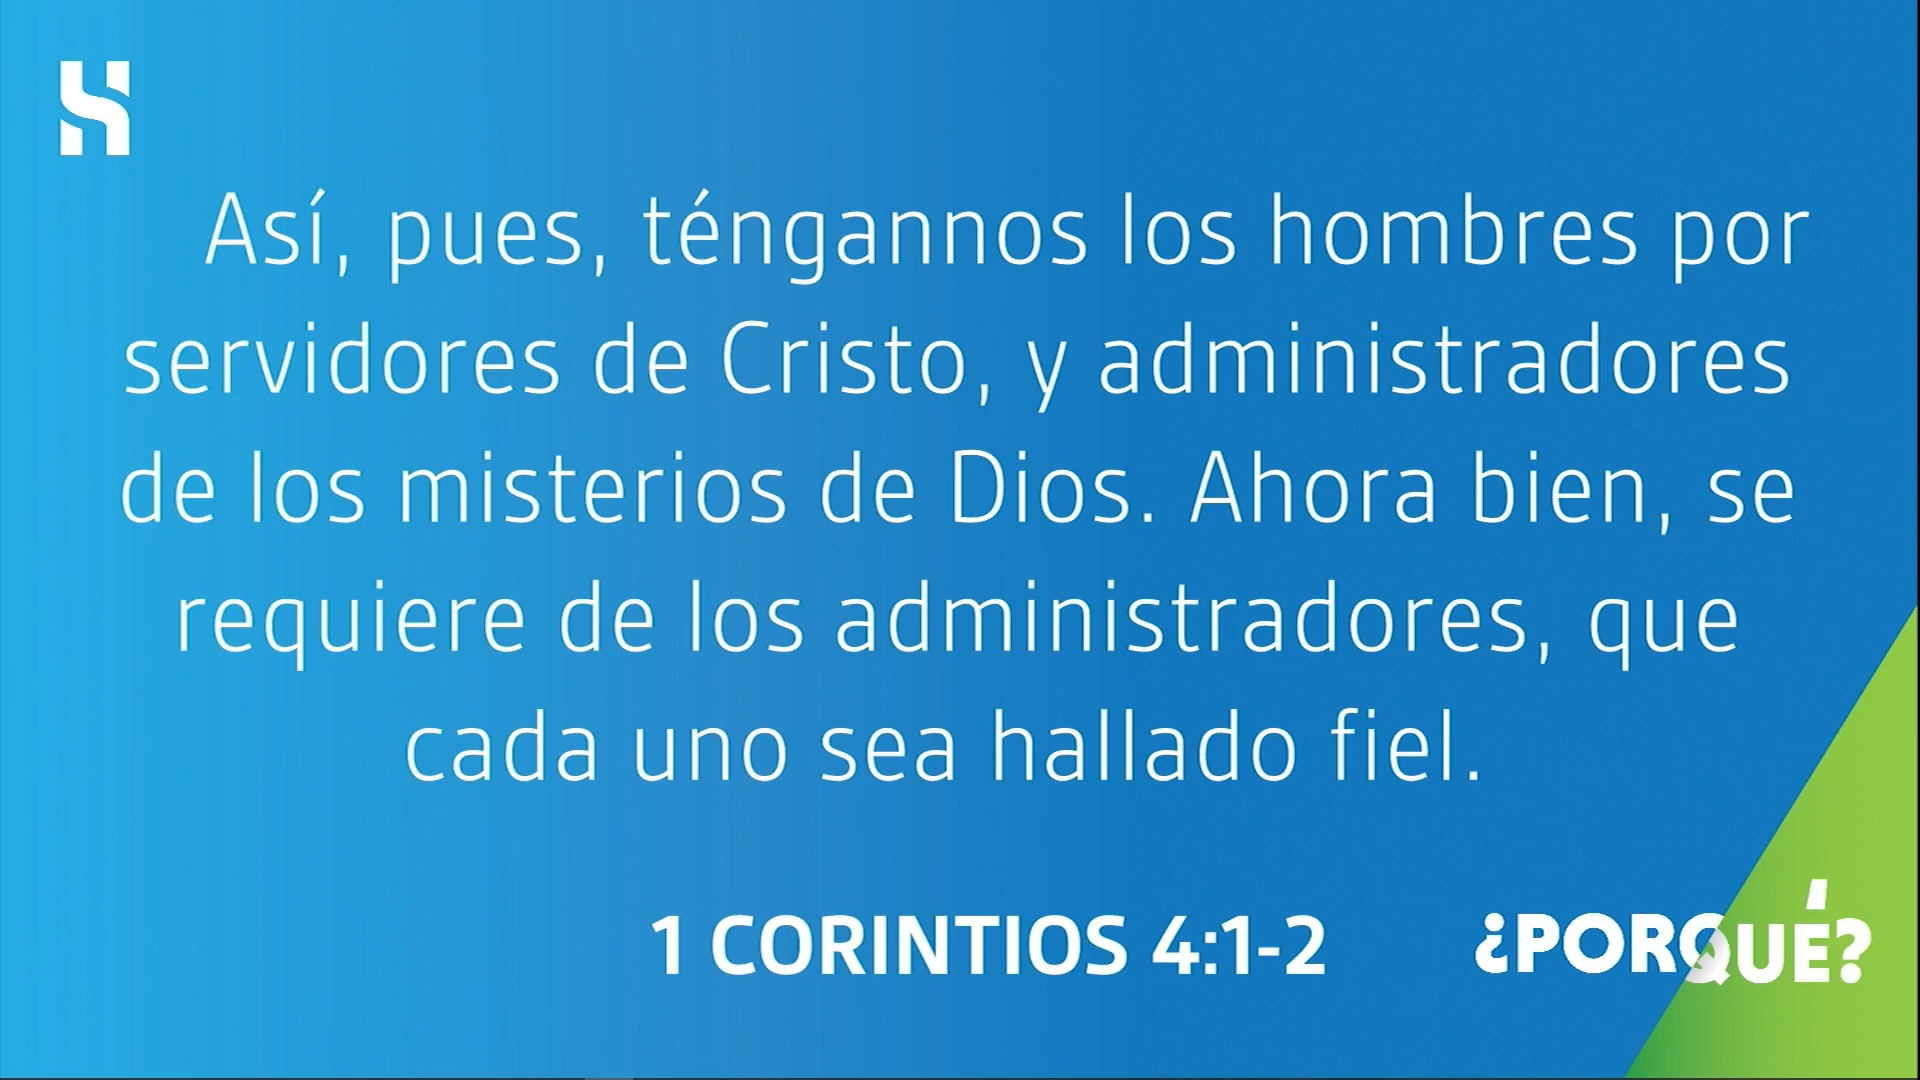 Así, pues, téngannos los hombres por
servidores de Cristo, y administradores
de los misterios de Dios. Ahora bien, se
requiere de los administradores, que
cada uno sea hallado fiel.
1 CORINTIOS 4:1-2
¿PORQUÉ?